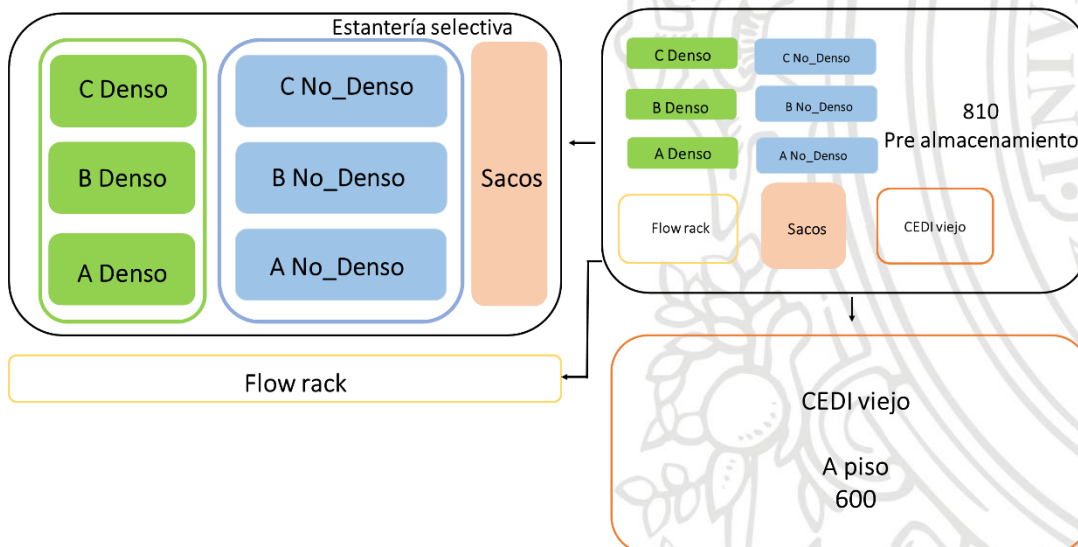 Estantería selectiva
C Denso
C No_Denso
B Denso
B No_Denso
Sacos
A Denso
A No_Denso
Flow rack
C Denso
C No_Denso
B Denso
B No_Denso
810
Pre almacenamiento
A Denso
A No_Denso
Flow rack
Sacos
CEDI viejo
CEDI viejo
A piso
600